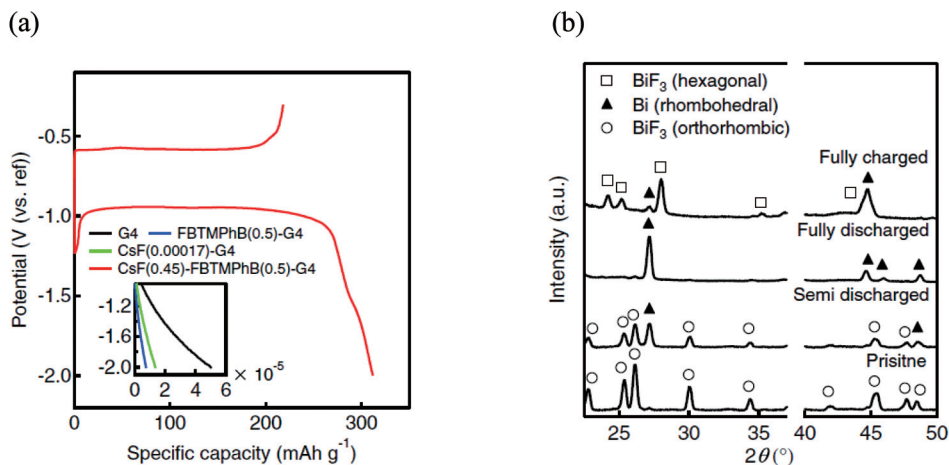 (a)
Potential (V (vs. ref))
-0.5
-1.0
-1.5
-2.0
G4 FBTMPhB(0.5)-G4
CsF(0.00017)-G4
CsF(0.45)-FBTMPhB(0.5)-G4
-1.2
-1.6
-2.0
0 2 4 6 × 10⁻⁵
0 100 200 300
Specific capacity (mAh g⁻¹)
(b)
Intensity (a.u.)
BiF₃ (hexagonal)
Bi (rhombohedral)
BiF₃ (orthorhombic)
Fully charged
Fully discharged
Semi discharged
Prisitne
25 30 35 40 45 50
2θ (°)